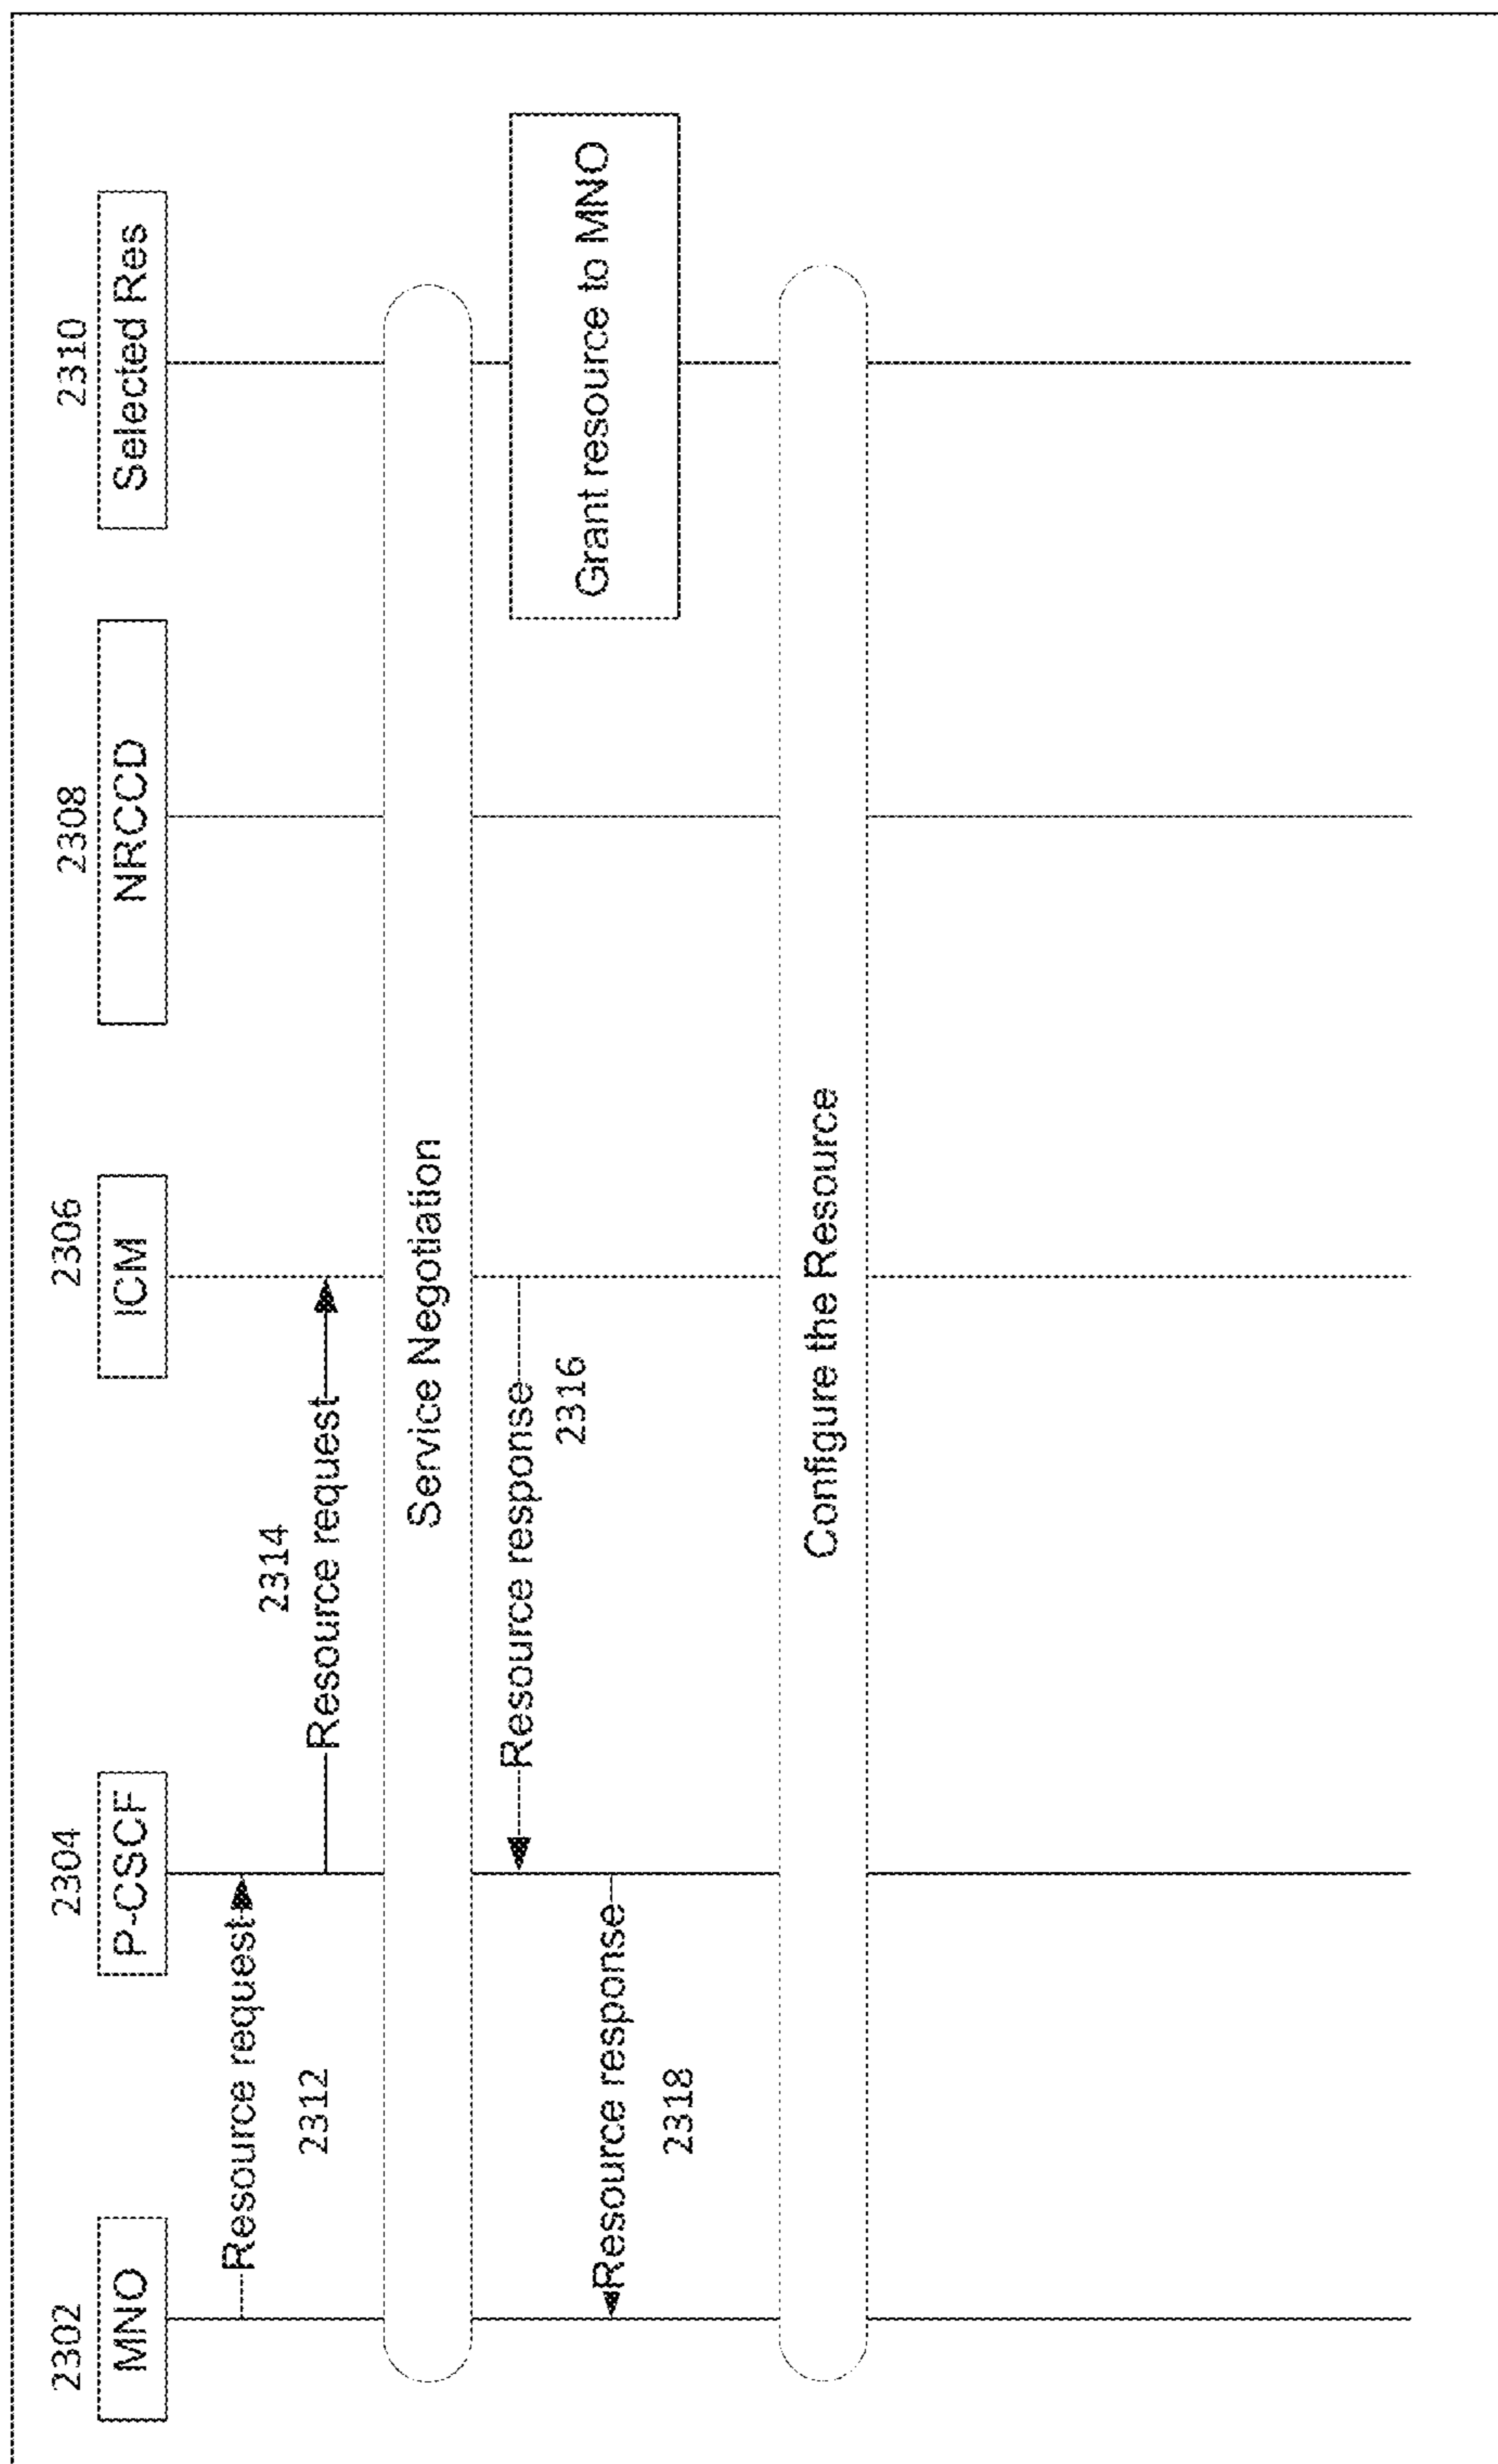 2302
MNO
2304
P-CSCF
2306
ICM
2308
NRCCD
2310
Selected Res
Resource request
2312
2314
Resource request
Service Negotiation
Resource response
2316
Grant resource to MNO
Resource response
2318
Configure the Resource